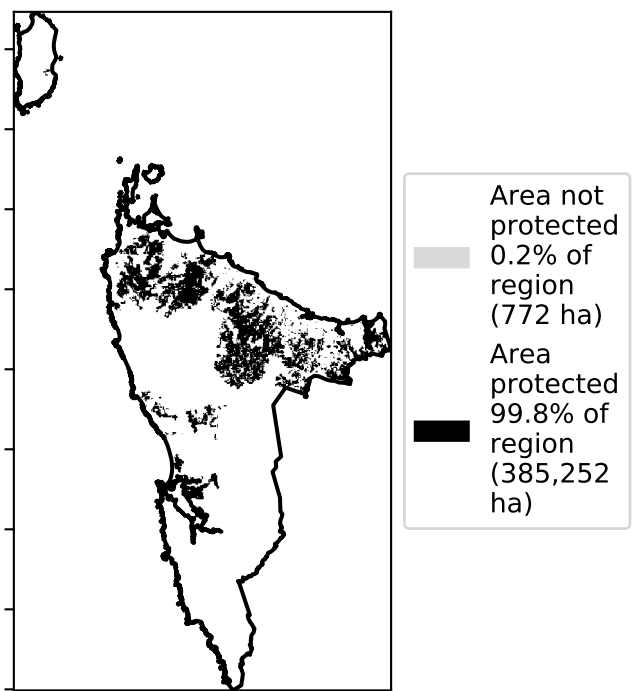 Area not
protected
0.2% of
region
(772 ha)
Area
protected
99.8% of
region
(385,252
ha)